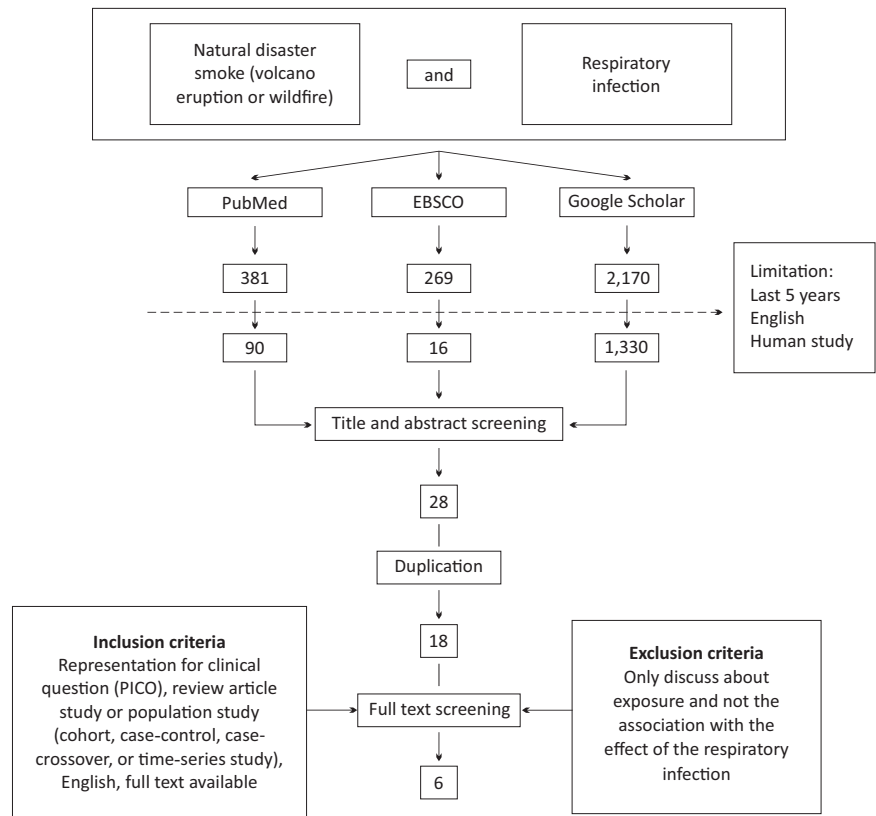 Natural disaster
smoke (volcano
eruption or wildfire)
and
Respiratory
infection
PubMed
EBSCO
Google Scholar
381
269
2,170
Limitation:
Last 5 years
English
Human study
90
16
1,330
Title and abstract screening
28
Duplication
18
Inclusion criteria
Representation for clinical
question (PICO), review article
study or population study
(cohort, case-control, case-
crossover, or time-series study),
English, full text available
Full text screening
Exclusion criteria
Only discuss about
exposure and not the
association with the
effect of the respiratory
infection
6